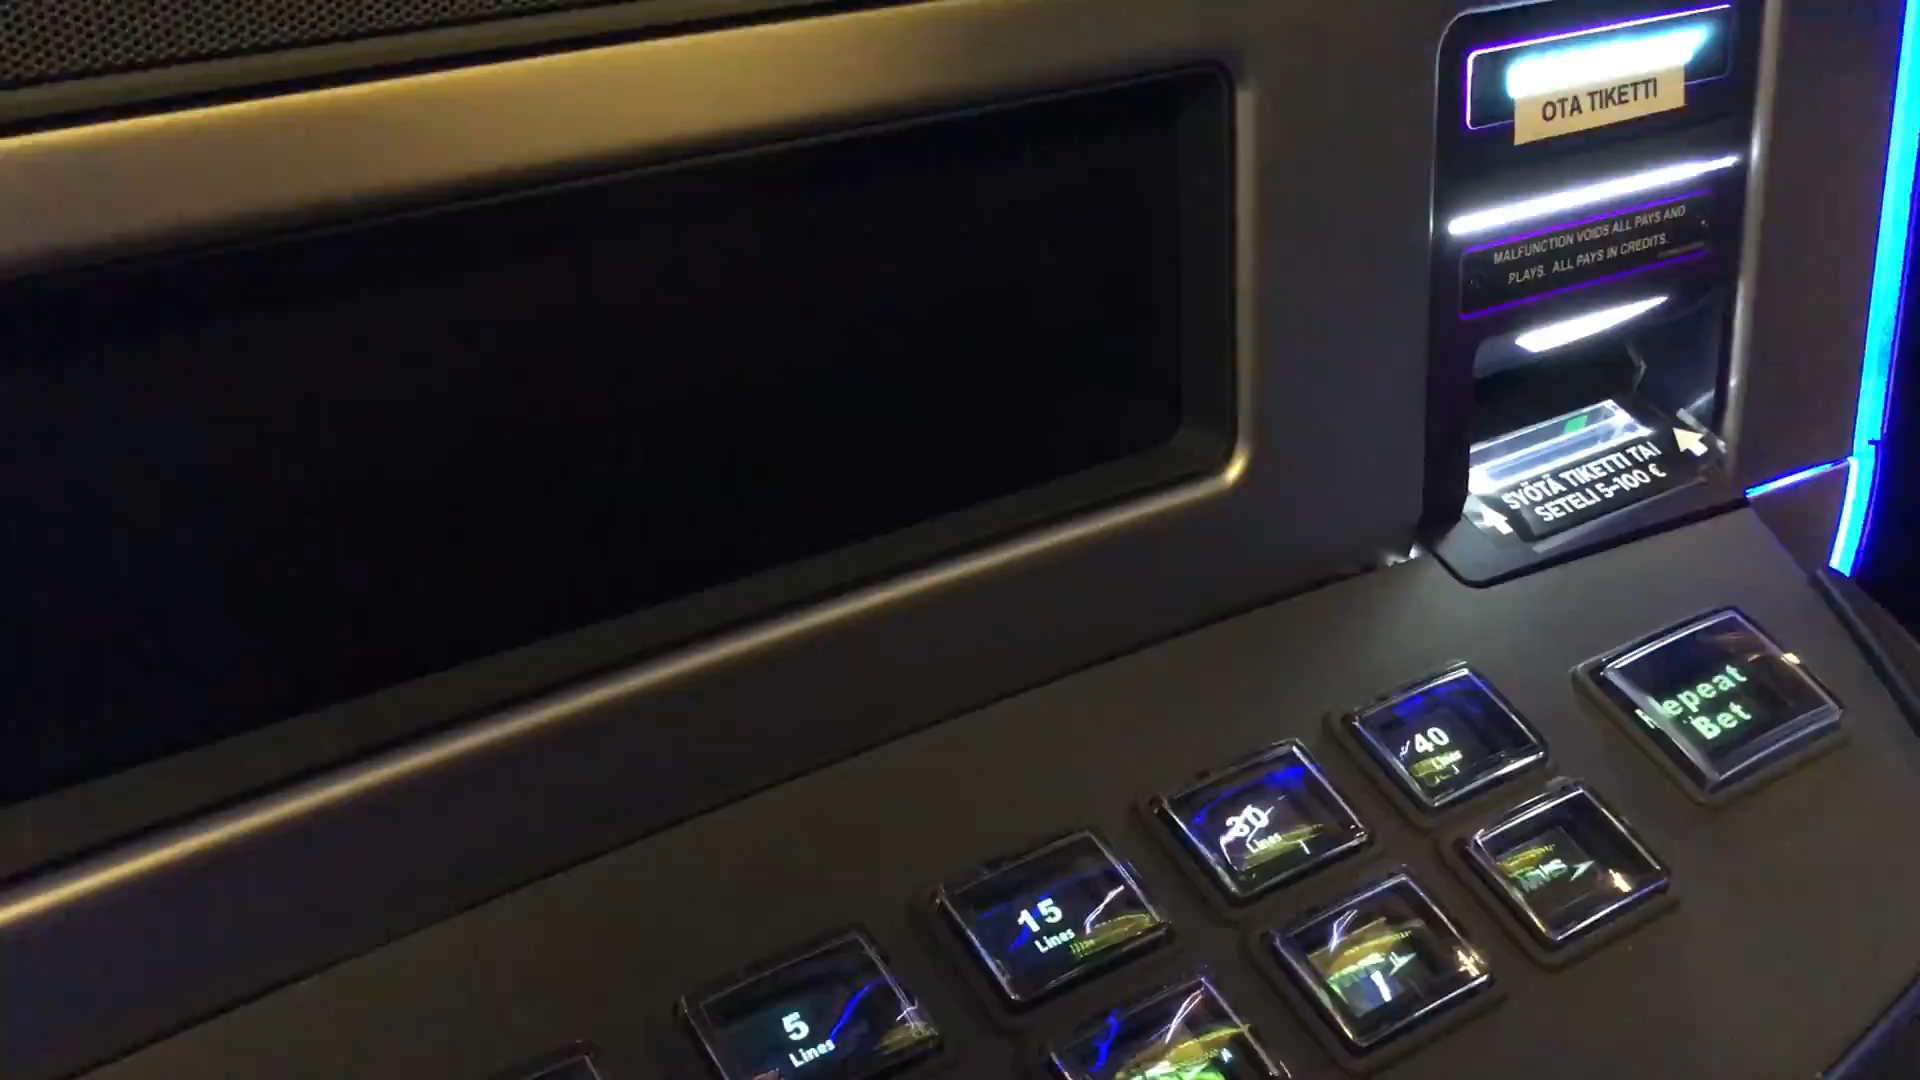 OTA TIKETTI
MALFUNCTION VOIDS ALL PAYS AND
PLAYS. ALL PAYS IN CREDITS.
SYÖTÄ TIKETTI TAI
SETELI 5-100 €
Repeat
Bet
40
30
Lines
15
Lines
5
Lines